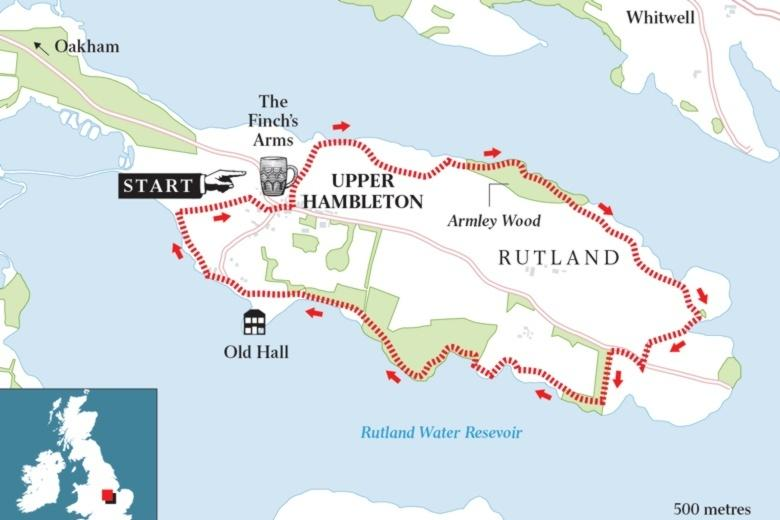 Whitwell
Oakham
The
Finch's
Arms
START
UPPER
HAMBLETON
Armley Wood
RUTLAND
Old Hall
Rutland Water Resevoir
500 metres